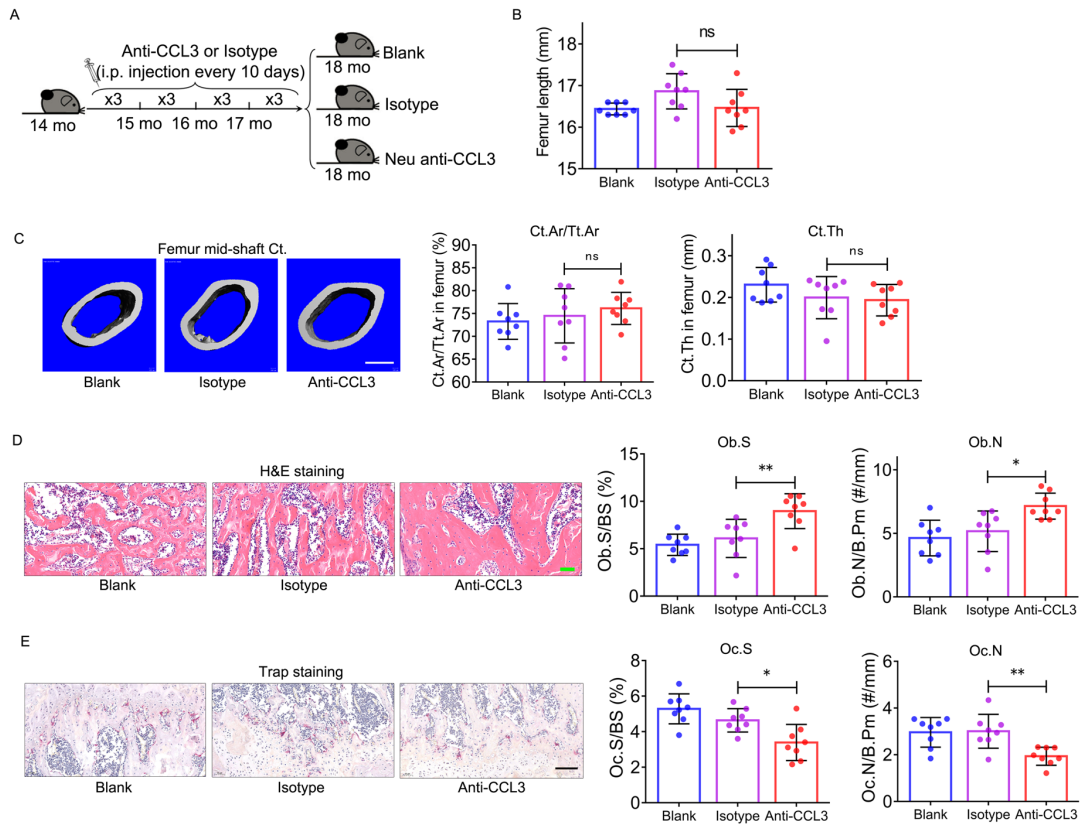 A
Anti-CCL3 or Isotype
(i.p. injection every 10 days)
x3 x3 x3 x3
14 mo
15 mo 16 mo 17 mo
Blank
18 mo
Isotype
18 mo
Neu anti-CCL3
18 mo
B
Femur length (mm)
18
17
16
15
ns
Blank Isotype Anti-CCL3
C
Femur mid-shaft Ct.
Blank Isotype Anti-CCL3
Ct.Ar/Tt.Ar
Ct.Ar/Tt.Ar in femur (%)
90
85
80
75
70
65
60
ns
Blank Isotype Anti-CCL3
Ct.Th
Ct.Th in femur (mm)
0.3
0.2
0.1
0.0
ns
Blank Isotype Anti-CCL3
D
H&E staining
Blank Isotype Anti-CCL3
Ob.S
Ob.S/BS (%)
15
10
5
0
**
Blank Isotype Anti-CCL3
Ob.N
Ob.N/B.Pm (#/mm)
10
5
0
*
Blank Isotype Anti-CCL3
E
Trap staining
Blank Isotype Anti-CCL3
Oc.S
Oc.S/BS (%)
8
6
4
2
0
*
Blank Isotype Anti-CCL3
Oc.N
Oc.N/B.Pm (#/mm)
6
4
2
0
**
Blank Isotype Anti-CCL3